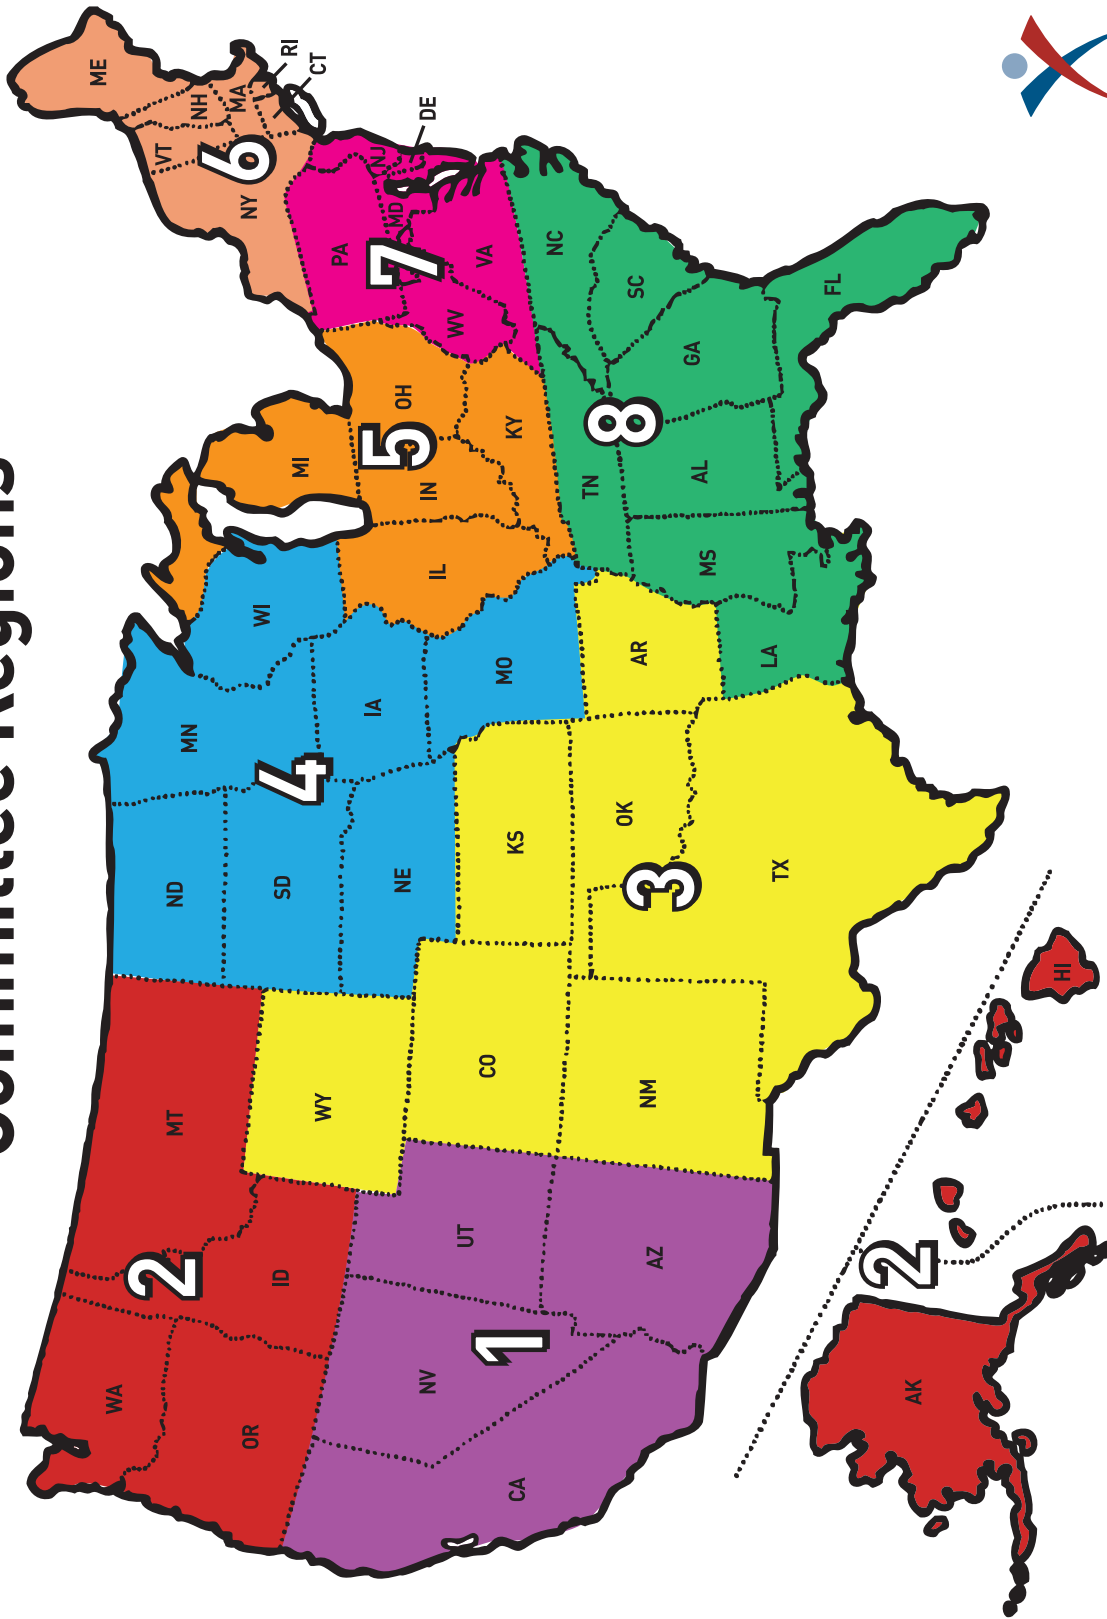 Committee Regions
WA
OR
ID
MT
2
CA
NV
UT
AZ
1
WY
CO
NM
KS
OK
TX
AR
3
ND
SD
NE
MN
IA
MO
WI
4
MI
IL
IN
OH
KY
5
ME
VT
NH
MA
RI
CT
NY
6
PA
NJ
DE
MD
WV
VA
7
NC
SC
TN
GA
AL
MS
LA
FL
8
AK
HI
2